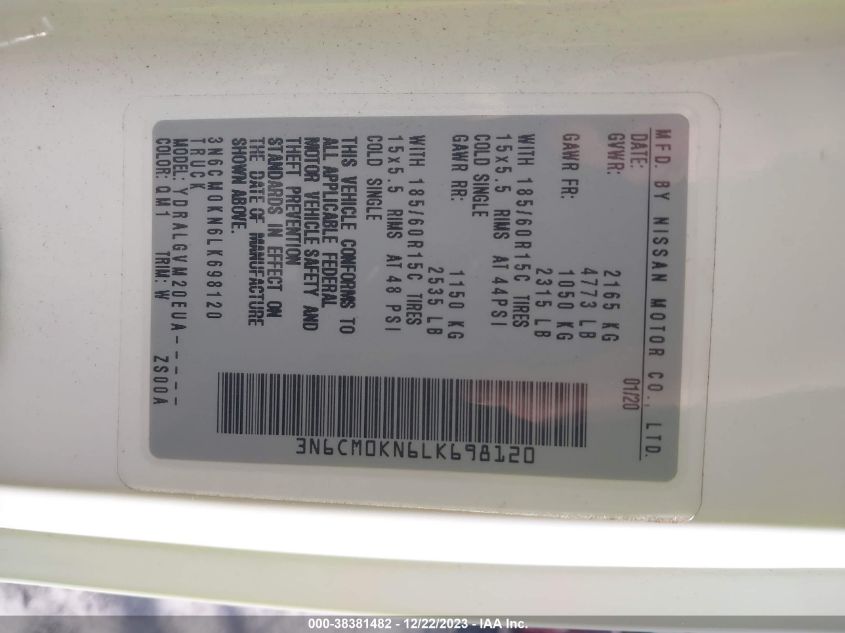 MFD. BY NISSAN MOTOR CO., LTD.
DATE: 01/20
GVWR: 2165 KG
4773 LB
GAWR FR: 1050 KG
2315 LB
WITH 185/60R15C TIRES
15x5.5 RIMS AT 44PSI
COLD SINGLE
GAWR RR: 1150 KG
2535 LB
WITH 185/60R15C TIRES
15x5.5 RIMS AT 48 PSI
COLD SINGLE
THIS VEHICLE CONFORMS TO
ALL APPLICABLE FEDERAL
MOTOR VEHICLE SAFETY AND
THEFT PREVENTION
STANDARDS IN EFFECT ON
THE DATE OF MANUFACTURE
SHOWN ABOVE.
3N6CM0KN6LK698120
TRUCK
MODEL: YDRALGVM20EUA-----
COLOR: QM1 TRIM: W ZS00A
3N6CM0KN6LK698120
000-38381482 - 12/22/2023 - IAA Inc.